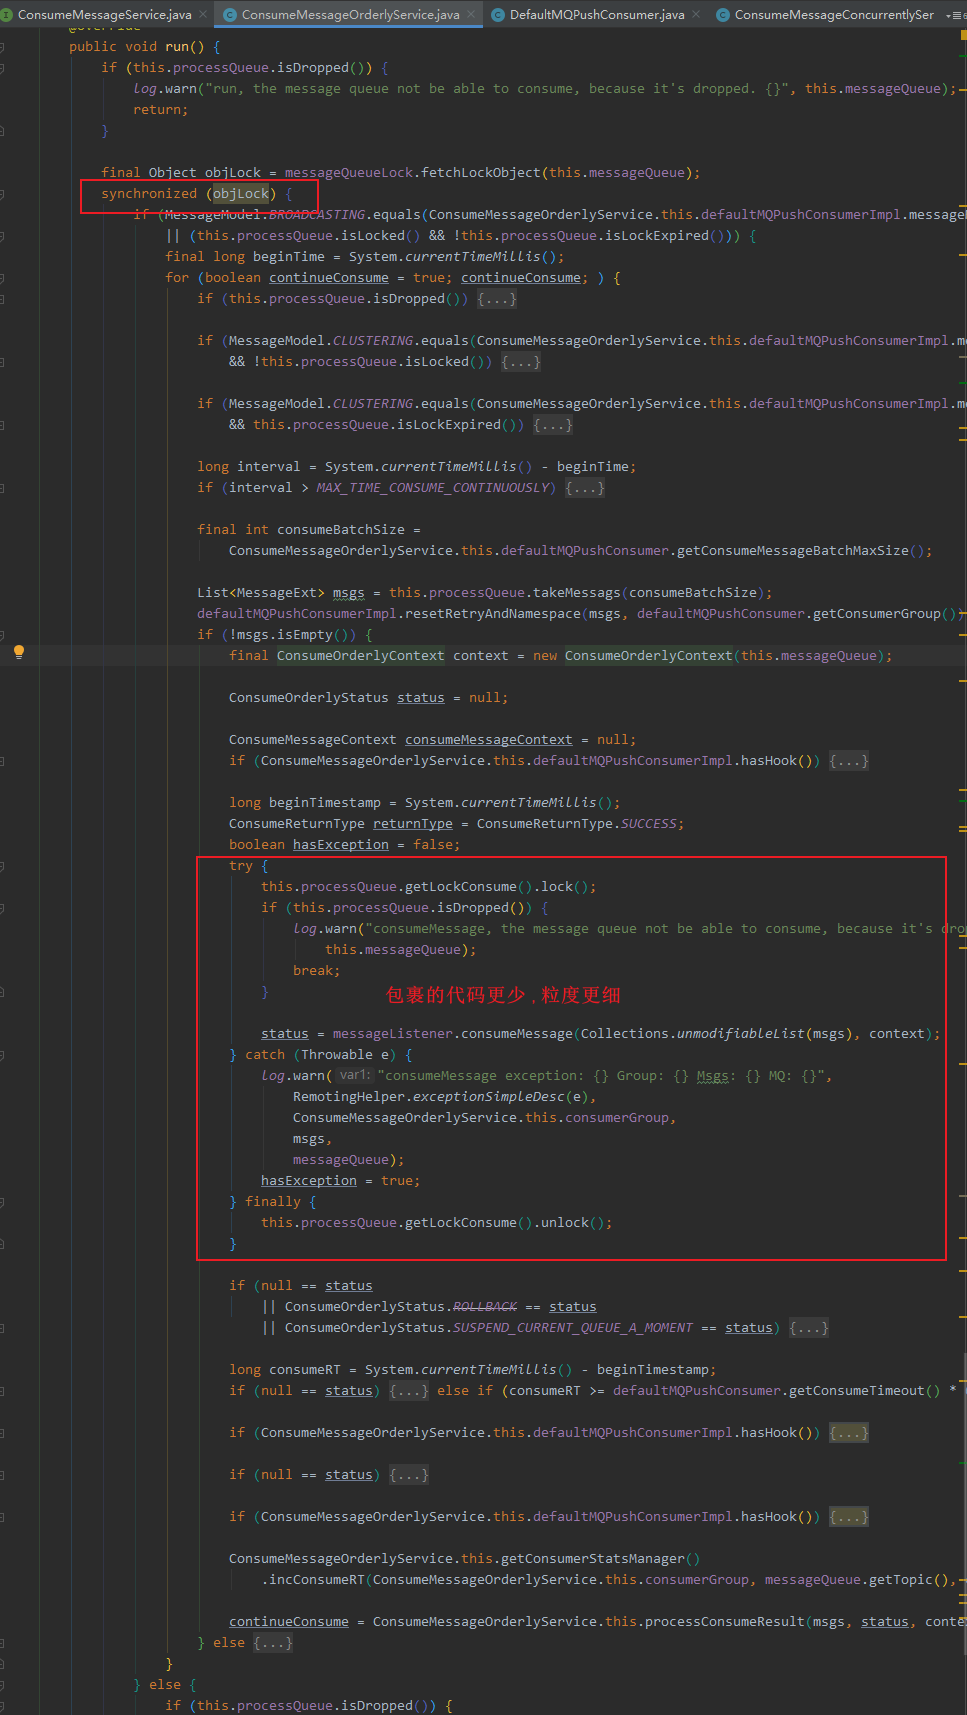 ConsumeMessageService.java × ConsumeMessageOrderlyService.java × DefaultMQPushConsumer.java × ConsumeMessageConcurrentlySer
@Override
public void run() {
if (this.processQueue.isDropped()) {
log.warn("run, the message queue not be able to consume, because it's dropped. {}", this.messageQueue);
return;
}
final Object objLock = messageQueueLock.fetchLockObject(this.messageQueue);
synchronized (objLock) {
if (MessageModel.BROADCASTING.equals(ConsumeMessageOrderlyService.this.defaultMQPushConsumerImpl.message
|| (this.processQueue.isLocked() && !this.processQueue.isLockExpired())) {
final long beginTime = System.currentTimeMillis();
for (boolean continueConsume = true; continueConsume; ) {
if (this.processQueue.isDropped()) {...}
if (MessageModel.CLUSTERING.equals(ConsumeMessageOrderlyService.this.defaultMQPushConsumerImpl.me
&& !this.processQueue.isLocked()) {...}
if (MessageModel.CLUSTERING.equals(ConsumeMessageOrderlyService.this.defaultMQPushConsumerImpl.me
&& this.processQueue.isLockExpired()) {...}
long interval = System.currentTimeMillis() - beginTime;
if (interval > MAX_TIME_CONSUME_CONTINUOUSLY) {...}
final int consumeBatchSize =
ConsumeMessageOrderlyService.this.defaultMQPushConsumer.getConsumeMessageBatchMaxSize();
List<MessageExt> msgs = this.processQueue.takeMessags(consumeBatchSize);
defaultMQPushConsumerImpl.resetRetryAndNamespace(msgs, defaultMQPushConsumer.getConsumerGroup())
if (!msgs.isEmpty()) {
final ConsumeOrderlyContext context = new ConsumeOrderlyContext(this.messageQueue);
ConsumeOrderlyStatus status = null;
ConsumeMessageContext consumeMessageContext = null;
if (ConsumeMessageOrderlyService.this.defaultMQPushConsumerImpl.hasHook()) {...}
long beginTimestamp = System.currentTimeMillis();
ConsumeReturnType returnType = ConsumeReturnType.SUCCESS;
boolean hasException = false;
try {
this.processQueue.getLockConsume().lock();
if (this.processQueue.isDropped()) {
log.warn("consumeMessage, the message queue not be able to consume, because it's drop
this.messageQueue);
break;
}
包裹的代码更少,粒度更细
status = messageListener.consumeMessage(Collections.unmodifiableList(msgs), context);
} catch (Throwable e) {
log.warn( var1: "consumeMessage exception: {} Group: {} Msgs: {} MQ: {}",
RemotingHelper.exceptionSimpleDesc(e),
ConsumeMessageOrderlyService.this.consumerGroup,
msgs,
messageQueue);
hasException = true;
} finally {
this.processQueue.getLockConsume().unlock();
}
if (null == status
|| ConsumeOrderlyStatus.ROLLBACK == status
|| ConsumeOrderlyStatus.SUSPEND_CURRENT_QUEUE_A_MOMENT == status) {...}
long consumeRT = System.currentTimeMillis() - beginTimestamp;
if (null == status) {...} else if (consumeRT >= defaultMQPushConsumer.getConsumeTimeout() *
if (ConsumeMessageOrderlyService.this.defaultMQPushConsumerImpl.hasHook()) {...}
if (null == status) {...}
if (ConsumeMessageOrderlyService.this.defaultMQPushConsumerImpl.hasHook()) {...}
ConsumeMessageOrderlyService.this.getConsumerStatsManager()
.incConsumeRT(ConsumeMessageOrderlyService.this.consumerGroup, messageQueue.getTopic(),
continueConsume = ConsumeMessageOrderlyService.this.processConsumeResult(msgs, status, conte
} else {...}
}
} else {
if (this.processQueue.isDropped()) {